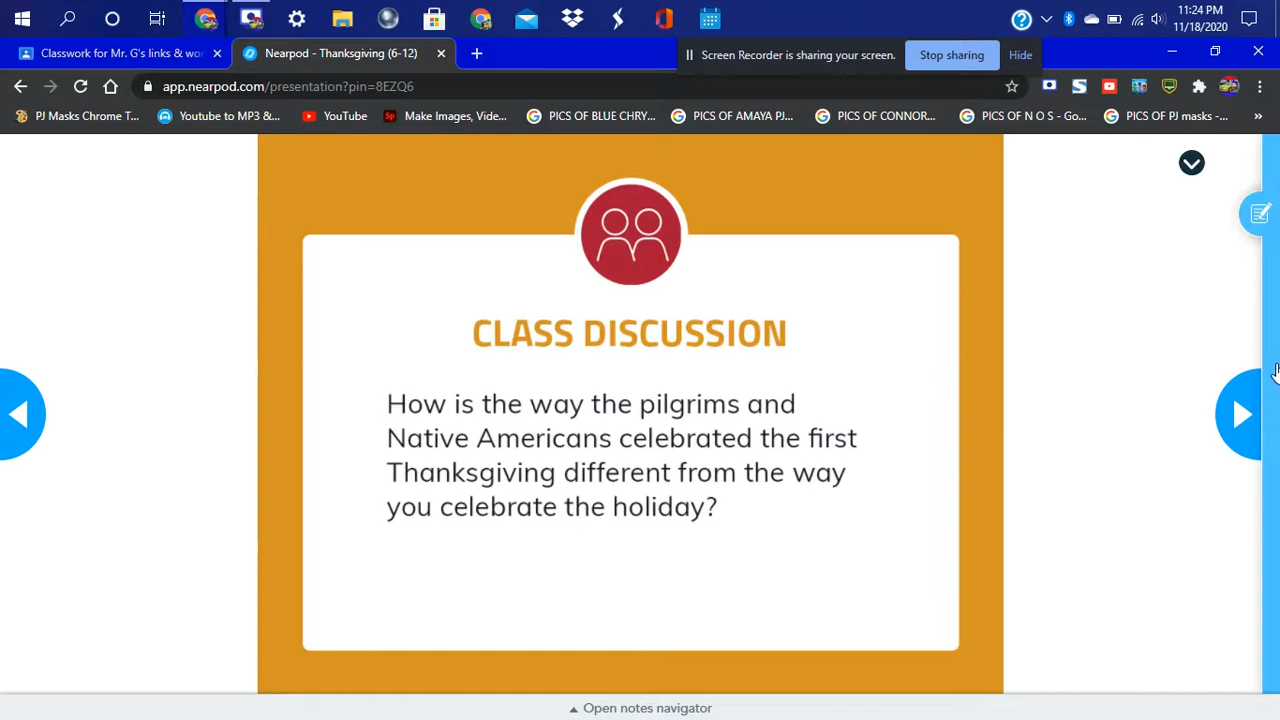 11:24 PM
11/18/2020
Classwork for Mr. G's links & wo
Nearpod - Thanksgiving (6-12)
Screen Recorder is sharing your screen.
Stop sharing
Hide
app.nearpod.com/presentation?pin=8EZQ6
PJ Masks Chrome T...
Youtube to MP3 &...
YouTube
Sp
Make Images, Vide...
PICS OF BLUE CHRY...
PICS OF AMAYA PJ...
PICS OF CONNOR...
PICS OF N O S - Go...
PICS OF PJ masks -...
CLASS DISCUSSION
How is the way the pilgrims and
Native Americans celebrated the first
Thanksgiving different from the way
you celebrate the holiday?
Open notes navigator